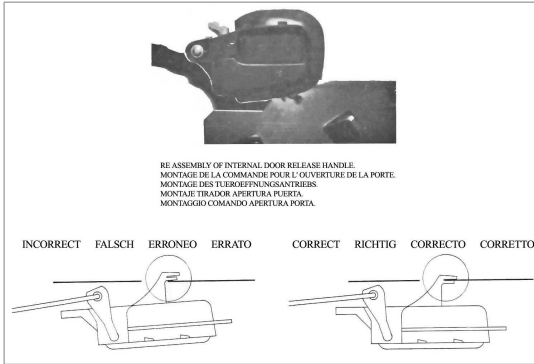 RE ASSEMBLY OF INTERNAL DOOR RELEASE HANDLE.
MONTAGE DE LA COMMANDE POUR L' OUVERTURE DE LA PORTE.
MONTAGE DES TUEROEFFNUNGSANTRIEBS.
MONTAJE TIRADOR APERTURA PUERTA.
MONTAGGIO COMANDO APERTURA PORTA.
INCORRECT FALSCH ERRONEO ERRATO
CORRECT RICHTIG CORRECTO CORRETTO